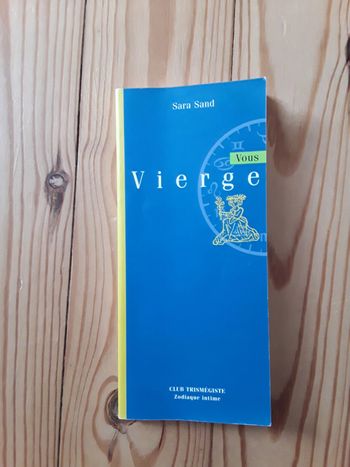 Sara Sand
Vous
Vierge
CLUB TRISMÉGISTE
Zodiaque intime